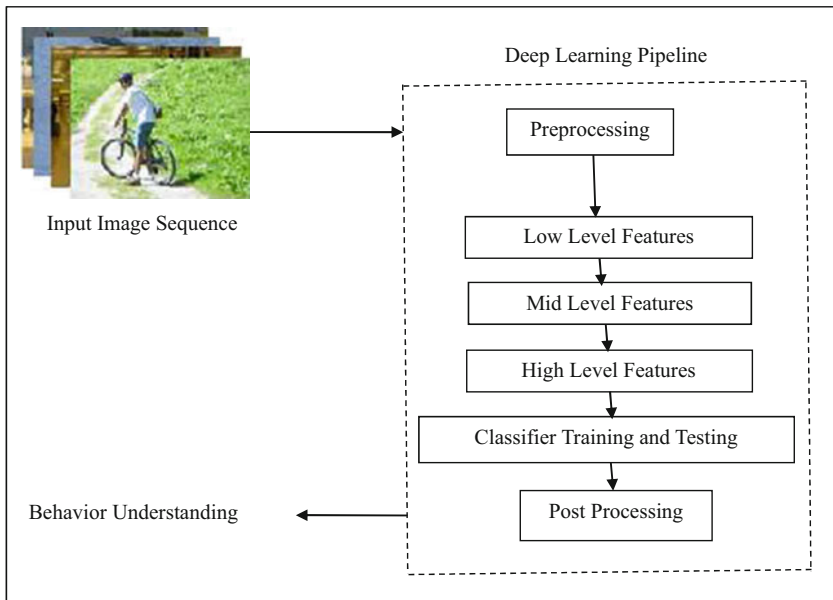 Deep Learning Pipeline
Input Image Sequence
Preprocessing
Low Level Features
Mid Level Features
High Level Features
Classifier Training and Testing
Post Processing
Behavior Understanding